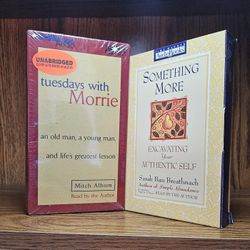 UNABRIDGED
tuesdays with
Morrie
an old man, a young man,
and life's greatest lesson
Mitch Albom
Read by the Author
SOMETHING
MORE
EXCAVATING
Your
AUTHENTIC SELF
Sarah Ban Breathnach
Author of Simple Abundance
READ BY THE AUTHOR